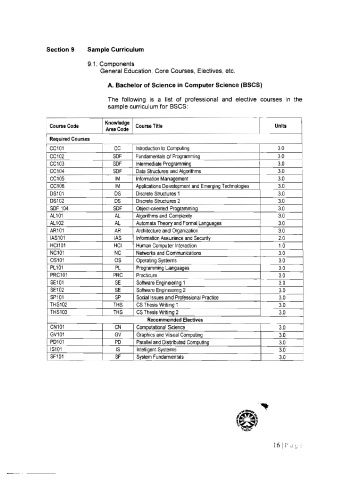 Section 9 Sample Curriculum
9.1. Components
General Education, Core Courses, Electives, etc.
A. Bachelor of Science in Computer Science (BSCS)
The following is a list of professional and elective courses in the
sample curriculum for BSCS:
Course Code Knowledge Area Code Course Title Units
Required Courses
CC101 CC Introduction to Computing 3.0
CC102 SDF Fundamentals of Programming 3.0
CC103 SDF Intermediate Programming 3.0
CC104 SDF Data Structures and Algorithms 3.0
CC105 IM Information Management 3.0
CC106 IM Applications Development and Emerging Technologies 3.0
DS101 DS Discrete Structures 1 3.0
DS102 DS Discrete Structures 2 3.0
SDF 104 SDF Object-oriented Programming 3.0
AL101 AL Algorithms and Complexity 3.0
AL102 AL Automata Theory and Formal Languages 3.0
AR101 AR Architecture and Organization 3.0
IAS101 IAS Information Assurance and Security 2.0
HCI101 HCI Human Computer Interaction 1.0
NC101 NC Networks and Communications 3.0
OS101 OS Operating Systems 3.0
PL101 PL Programming Languages 3.0
PRC101 PRC Practicum 3.0
SE101 SE Software Engineering 1 3.0
SE102 SE Software Engineering 2 3.0
SP101 SP Social Issues and Professional Practice 3.0
THS102 THS CS Thesis Writing 1 3.0
THS103 THS CS Thesis Writing 2 3.0
Recommended Electives
CN101 CN Computational Science 3.0
GV101 GV Graphics and Visual Computing 3.0
PD101 PD Parallel and Distributed Computing 3.0
IS101 IS Intelligent Systems 3.0
SF101 SF System Fundamentals 3.0
16 | Page